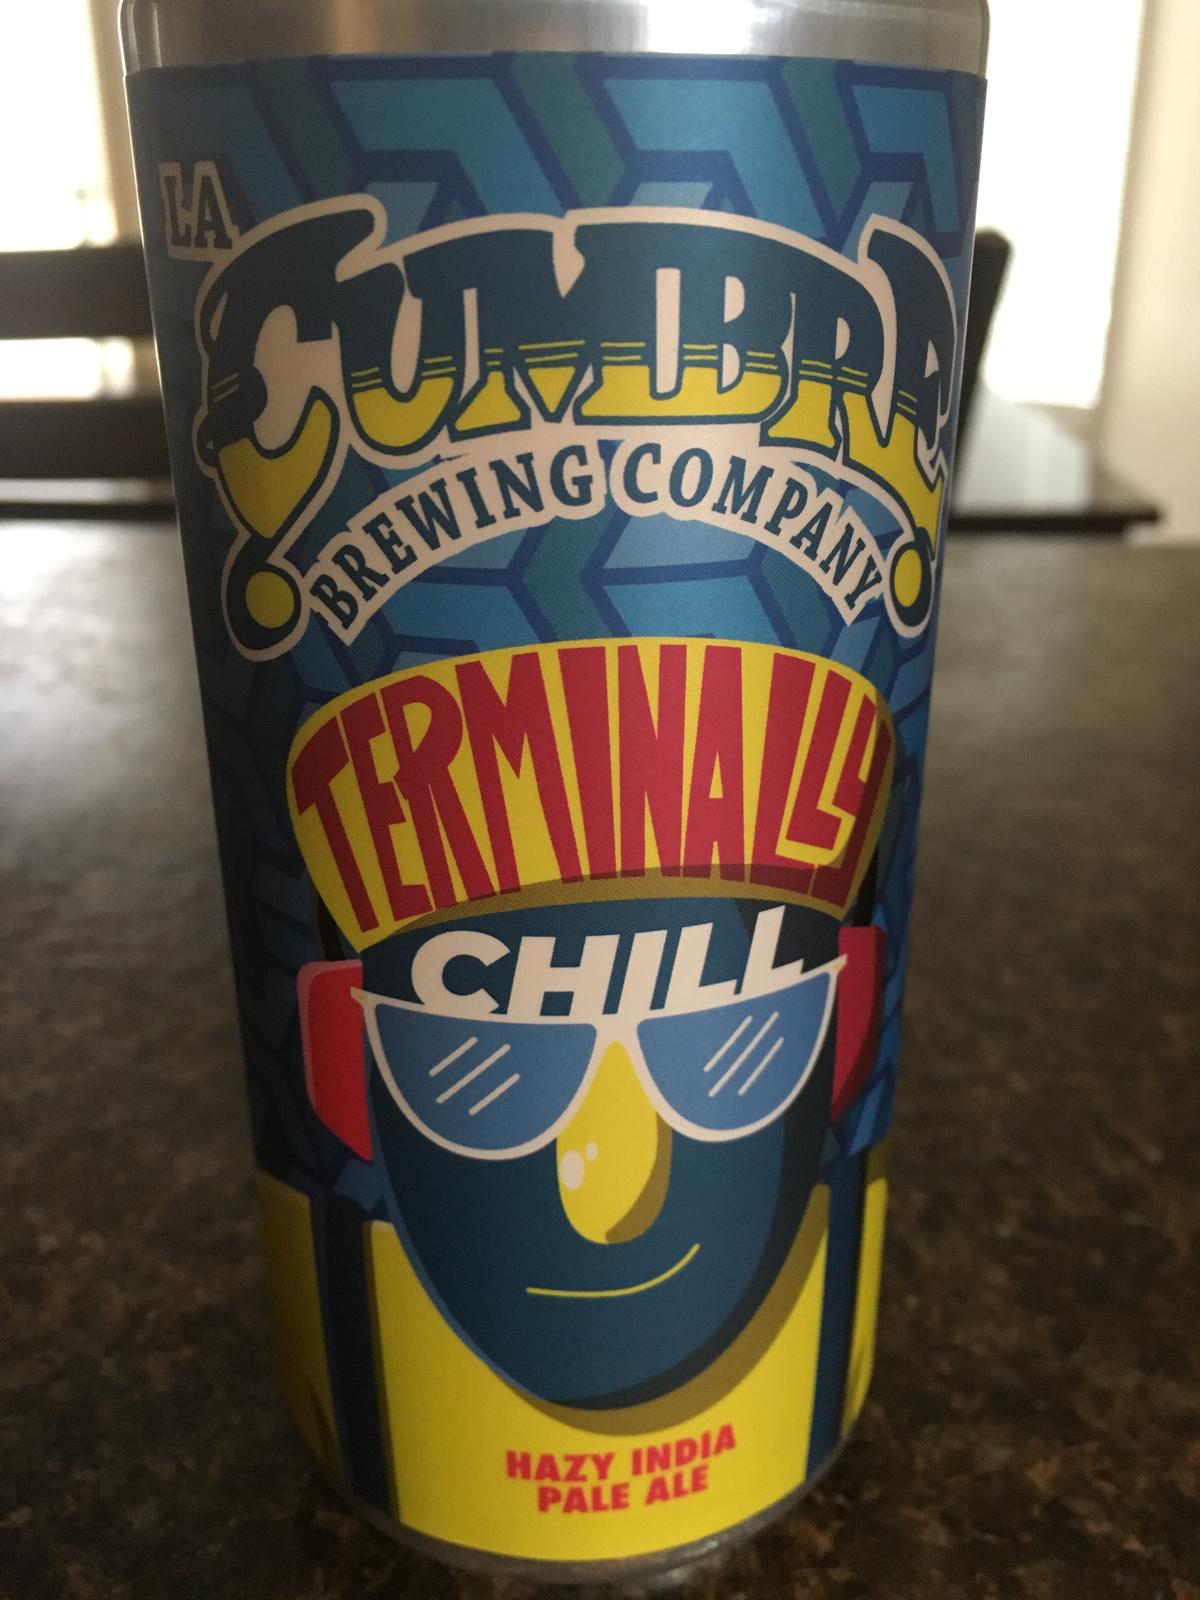 LA
CUMBRE
BREWING COMPANY
TERMINALLY
CHILL
HAZY INDIA
PALE ALE